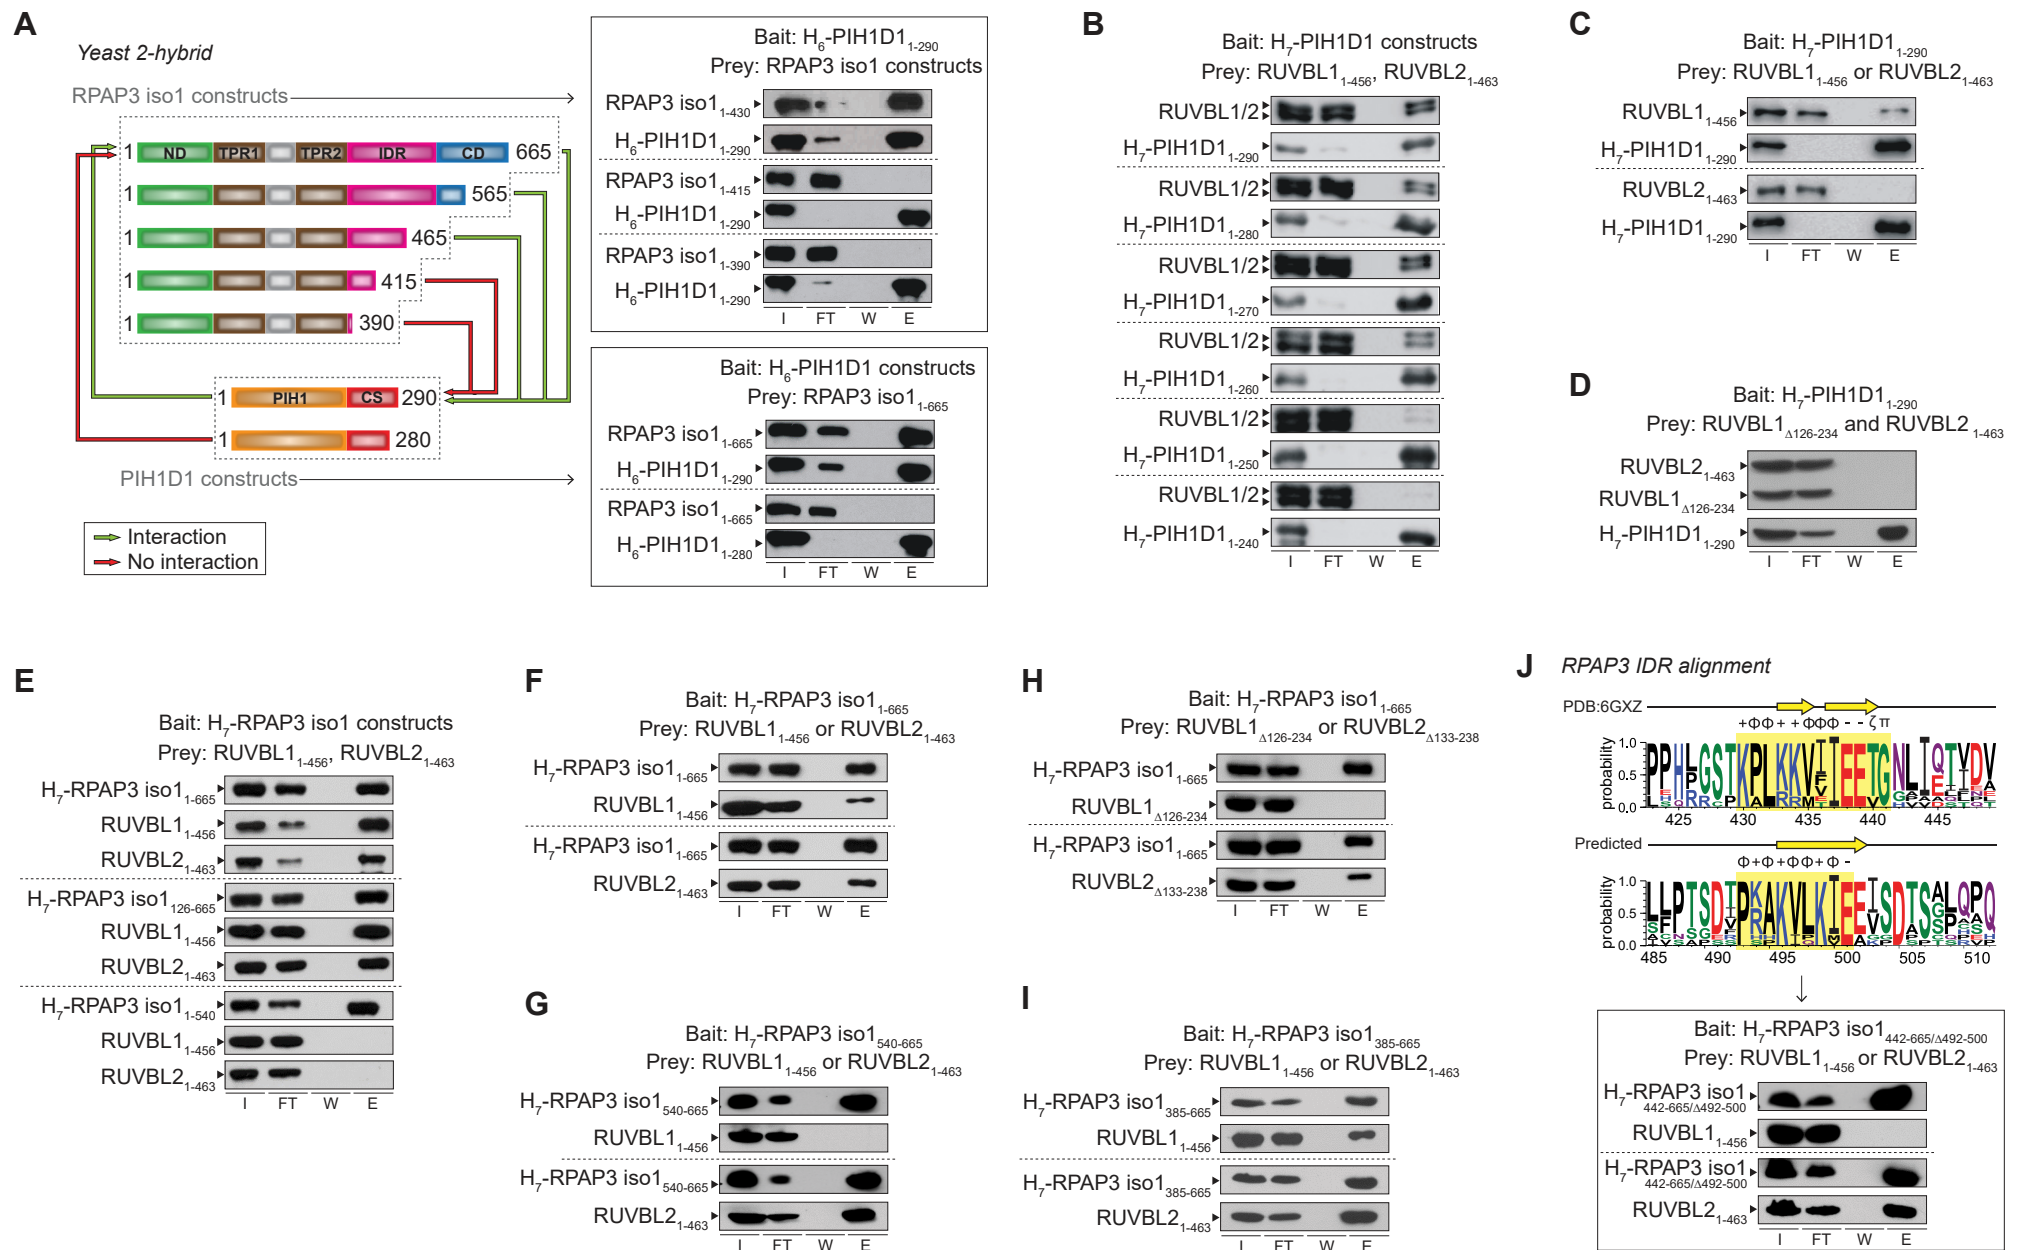 A
Yeast 2-hybrid
RPAP3 iso1 constructs
1 ND TPR1 TPR2 IDR CD 665
1 565
1 465
1 415
1 390
1 PIH1 CS 290
1 280
PIH1D1 constructs
Interaction
No interaction
Bait: H6-PIH1D1 1-290
Prey: RPAP3 iso1 constructs
RPAP3 iso1 1-430
H6-PIH1D1 1-290
RPAP3 iso1 1-415
H6-PIH1D1 1-290
RPAP3 iso1 1-390
H6-PIH1D1 1-290
I FT W E
Bait: H6-PIH1D1 constructs
Prey: RPAP3 iso1 1-665
RPAP3 iso1 1-665
H6-PIH1D1 1-290
RPAP3 iso1 1-665
H6-PIH1D1 1-280
I FT W E
B
Bait: H7-PIH1D1 constructs
Prey: RUVBL1 1-456, RUVBL2 1-463
RUVBL1/2
H7-PIH1D1 1-290
RUVBL1/2
H7-PIH1D1 1-280
RUVBL1/2
H7-PIH1D1 1-270
RUVBL1/2
H7-PIH1D1 1-260
RUVBL1/2
H7-PIH1D1 1-250
RUVBL1/2
H7-PIH1D1 1-240
I FT W E
C
Bait: H7-PIH1D1 1-290
Prey: RUVBL1 1-456 or RUVBL2 1-463
RUVBL1 1-456
H7-PIH1D1 1-290
RUVBL2 1-463
H7-PIH1D1 1-290
I FT W E
D
Bait: H7-PIH1D1 1-290
Prey: RUVBL1 Δ126-234 and RUVBL2 1-463
RUVBL2 1-463
RUVBL1 Δ126-234
H7-PIH1D1 1-290
I FT W E
E
Bait: H7-RPAP3 iso1 constructs
Prey: RUVBL1 1-456, RUVBL2 1-463
H7-RPAP3 iso1 1-665
RUVBL1 1-456
RUVBL2 1-463
H7-RPAP3 iso1 126-665
RUVBL1 1-456
RUVBL2 1-463
H7-RPAP3 iso1 1-540
RUVBL1 1-456
RUVBL2 1-463
I FT W E
F
Bait: H7-RPAP3 iso1 1-665
Prey: RUVBL1 1-456 or RUVBL2 1-463
H7-RPAP3 iso1 1-665
RUVBL1 1-456
H7-RPAP3 iso1 1-665
RUVBL2 1-463
I FT W E
G
Bait: H7-RPAP3 iso1 540-665
Prey: RUVBL1 1-456 or RUVBL2 1-463
H7-RPAP3 iso1 540-665
RUVBL1 1-456
H7-RPAP3 iso1 540-665
RUVBL2 1-463
I FT W E
H
Bait: H7-RPAP3 iso1 1-665
Prey: RUVBL1 Δ126-234 or RUVBL2 Δ133-238
H7-RPAP3 iso1 1-665
RUVBL1 Δ126-234
H7-RPAP3 iso1 1-665
RUVBL2 Δ133-238
I FT W E
I
Bait: H7-RPAP3 iso1 385-665
Prey: RUVBL1 1-456 or RUVBL2 1-463
H7-RPAP3 iso1 385-665
RUVBL1 1-456
H7-RPAP3 iso1 385-665
RUVBL2 1-463
I FT W E
J
RPAP3 IDR alignment
PDB:6GXZ
+ΦΦ++ΦΦΦ--ζπ
probability
1.0
0.5
0.0
PPHLGSTKPLKKVIIEETGNLIQTVDV
425 430 435 440 445
Predicted
Φ+Φ+ΦΦ+Φ-
probability
1.0
0.5
0.0
LLPTSDTPKAKVLKIEEISDTSALQPQ
485 490 495 500 505 510
Bait: H7-RPAP3 iso1 442-665/Δ492-500
Prey: RUVBL1 1-456 or RUVBL2 1-463
H7-RPAP3 iso1 442-665/Δ492-500
RUVBL1 1-456
H7-RPAP3 iso1 442-665/Δ492-500
RUVBL2 1-463
I FT W E